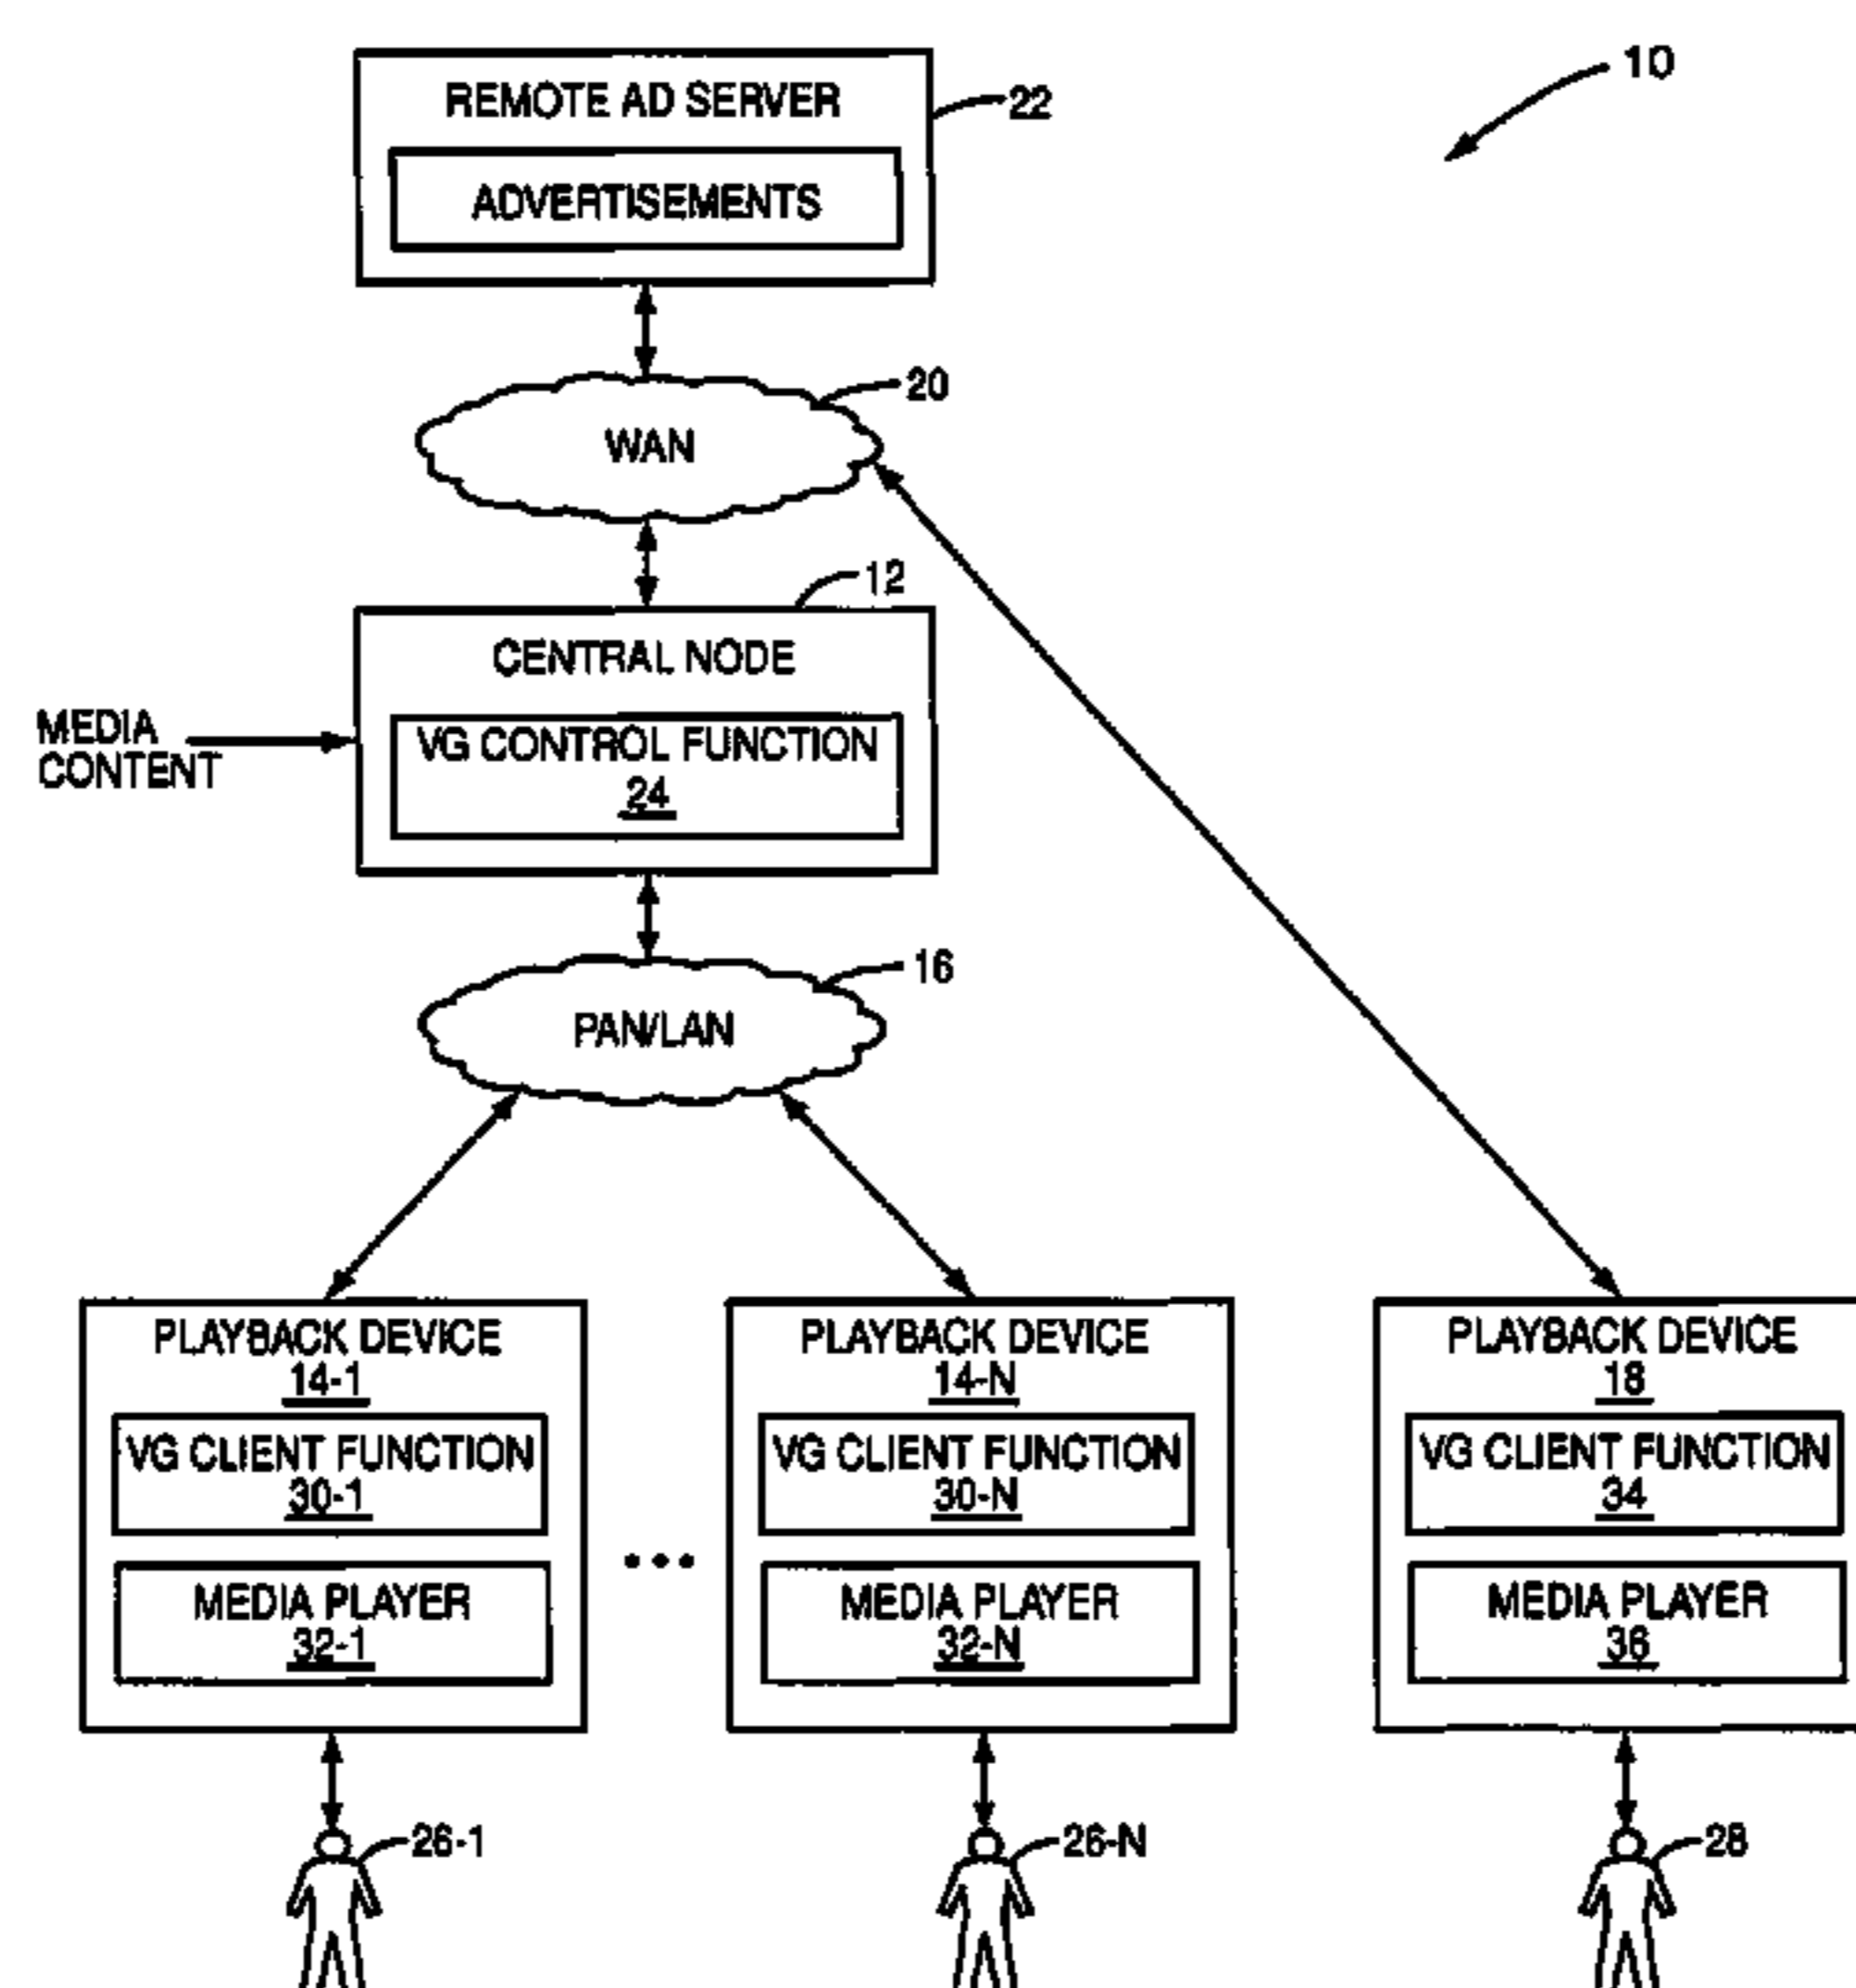 REMOTE AD SERVER
22
10
ADVERTISEMENTS
20
WAN
12
CENTRAL NODE
MEDIA
CONTENT
VG CONTROL FUNCTION
24
16
PAN/LAN
PLAYBACK DEVICE
14-1
VG CLIENT FUNCTION
30-1
MEDIA PLAYER
32-1
26-1
•••
PLAYBACK DEVICE
14-N
VG CLIENT FUNCTION
30-N
MEDIA PLAYER
32-N
26-N
PLAYBACK DEVICE
18
VG CLIENT FUNCTION
34
MEDIA PLAYER
36
28